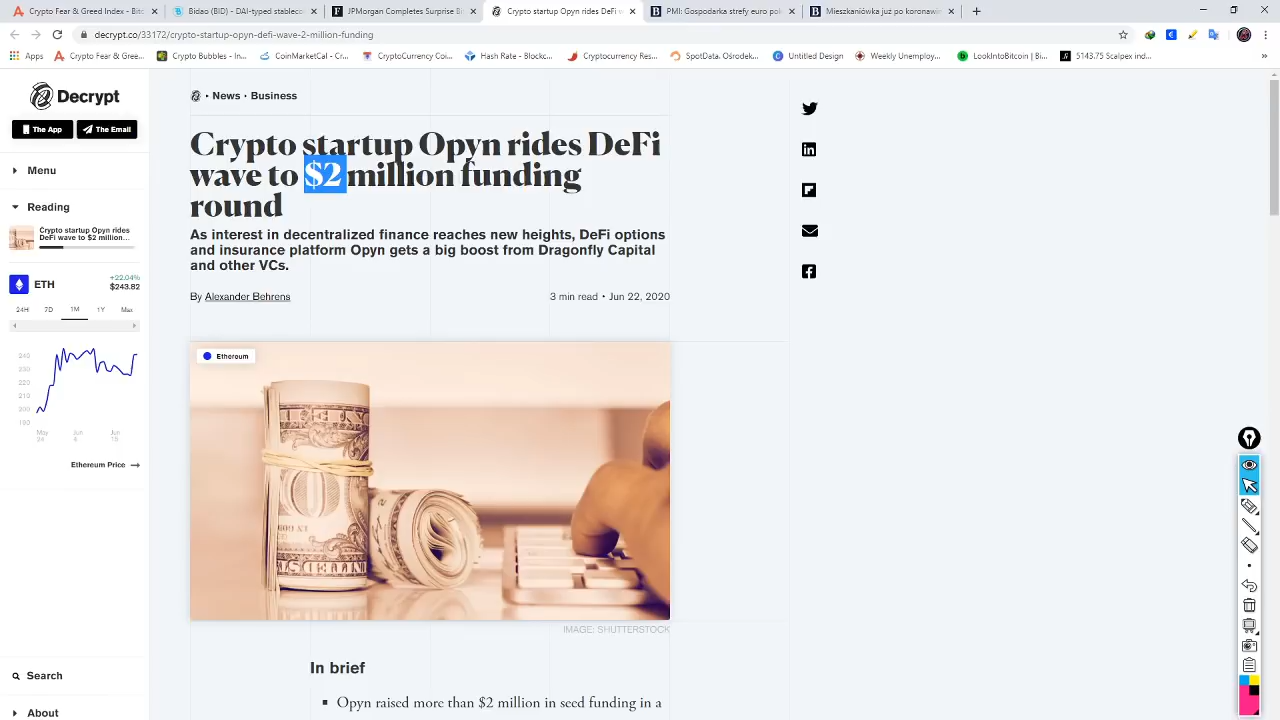 Crypto Fear & Greed Index - Bitc
Bidao (BID) - DAI-typed stableco
JPMorgan Completes Surprise Bi
Crypto startup Opyn rides DeFi w
PMI: Gospodarka strefy euro pol
Mieszkaniówka już po koronawi
decrypt.co/33172/crypto-startup-opyn-defi-wave-2-million-funding
Apps
Crypto Fear & Gree...
Crypto Bubbles - In...
CoinMarketCal - Th...
CryptoCurrency Coin...
Hash Rate - Blockc...
Cryptocurrency Res...
SpotData. Ośrodek...
Untitled Design
Weekly Unemploy...
LookIntoBitcoin | Bi...
5143.75 Scalpex ind...
»
Decrypt
The App
The Email
Menu
Reading
Crypto startup Opyn rides
DeFi wave to $2 million...
ETH
+22.04%
$243.82
24H 7D 1M 1Y Max
240
230
220
210
200
190
May 24
Jun 4
Jun 15
Ethereum Price →
Search
About
• News • Business
Crypto startup Opyn rides DeFi
wave to $2 million funding
round
As interest in decentralized finance reaches new heights, DeFi options
and insurance platform Opyn gets a big boost from Dragonfly Capital
and other VCs.
By Alexander Behrens
3 min read • Jun 22, 2020
Ethereum
IMAGE: SHUTTERSTOCK
In brief
▪ Opyn raised more than $2 million in seed funding in a